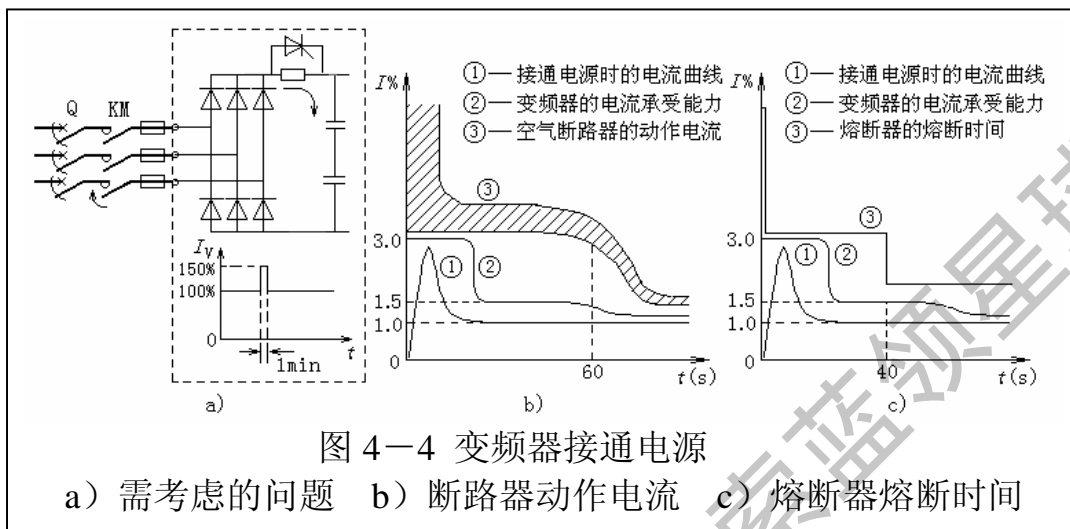 Q KM
I_V
150%
100%
0
t
1min
a)
I%
①—接通电源时的电流曲线
②—变频器的电流承受能力
③—空气断路器的动作电流
③
3.0
①
②
1.5
1.0
0
60
t(s)
b)
I%
①—接通电源时的电流曲线
②—变频器的电流承受能力
③— 熔断器的熔断时间
③
3.0
①
②
1.5
1.0
0
40
t(s)
c)
图 4－4 变频器接通电源
a）需考虑的问题 b）断路器动作电流 c）熔断器熔断时间
索蓝领星球